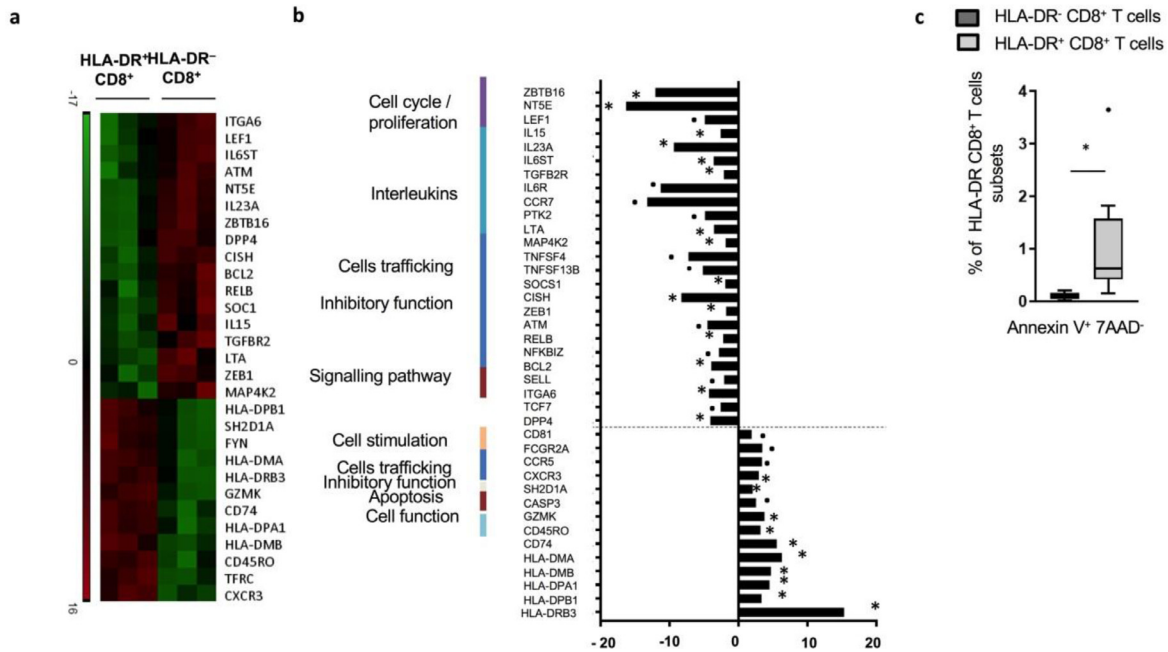 a
HLA-DR⁺ HLA-DR⁻
CD8⁺ CD8⁺
-17
0
16
ITGA6
LEF1
IL6ST
ATM
NT5E
IL23A
ZBTB16
DPP4
CISH
BCL2
RELB
SOC1
IL15
TGFBR2
LTA
ZEB1
MAP4K2
HLA-DPB1
SH2D1A
FYN
HLA-DMA
HLA-DRB3
GZMK
CD74
HLA-DPA1
HLA-DMB
CD45RO
TFRC
CXCR3
b
Cell cycle /
proliferation
Interleukins
Cells trafficking
Inhibitory function
Signalling pathway
Cell stimulation
Cells trafficking
Inhibitory function
Apoptosis
Cell function
ZBTB16 *
NT5E *
LEF1 •
IL15 *
IL23A *
IL6ST *
TGFB2R *
IL6R •
CCR7 •
PTK2 •
LTA *
MAP4K2 *
TNFSF4 •
TNFSF13B •
SOCS1 *
CISH *
ZEB1 *
ATM •
RELB *
NFKBIZ •
BCL2 *
SELL •
ITGA6 *
TCF7 •
DPP4 *
CD81 •
FCGR2A •
CCR5 •
CXCR3 *
SH2D1A *
CASP3 •
GZMK *
CD45RO *
CD74 *
HLA-DMA *
HLA-DMB *
HLA-DPA1 *
HLA-DPB1 *
HLA-DRB3 *
-20 -10 0 10 20
c
HLA-DR⁻ CD8⁺ T cells
HLA-DR⁺ CD8⁺ T cells
% of HLA-DR CD8⁺ T cells
subsets
4
3
2
1
0
*
Annexin V⁺ 7AAD⁻